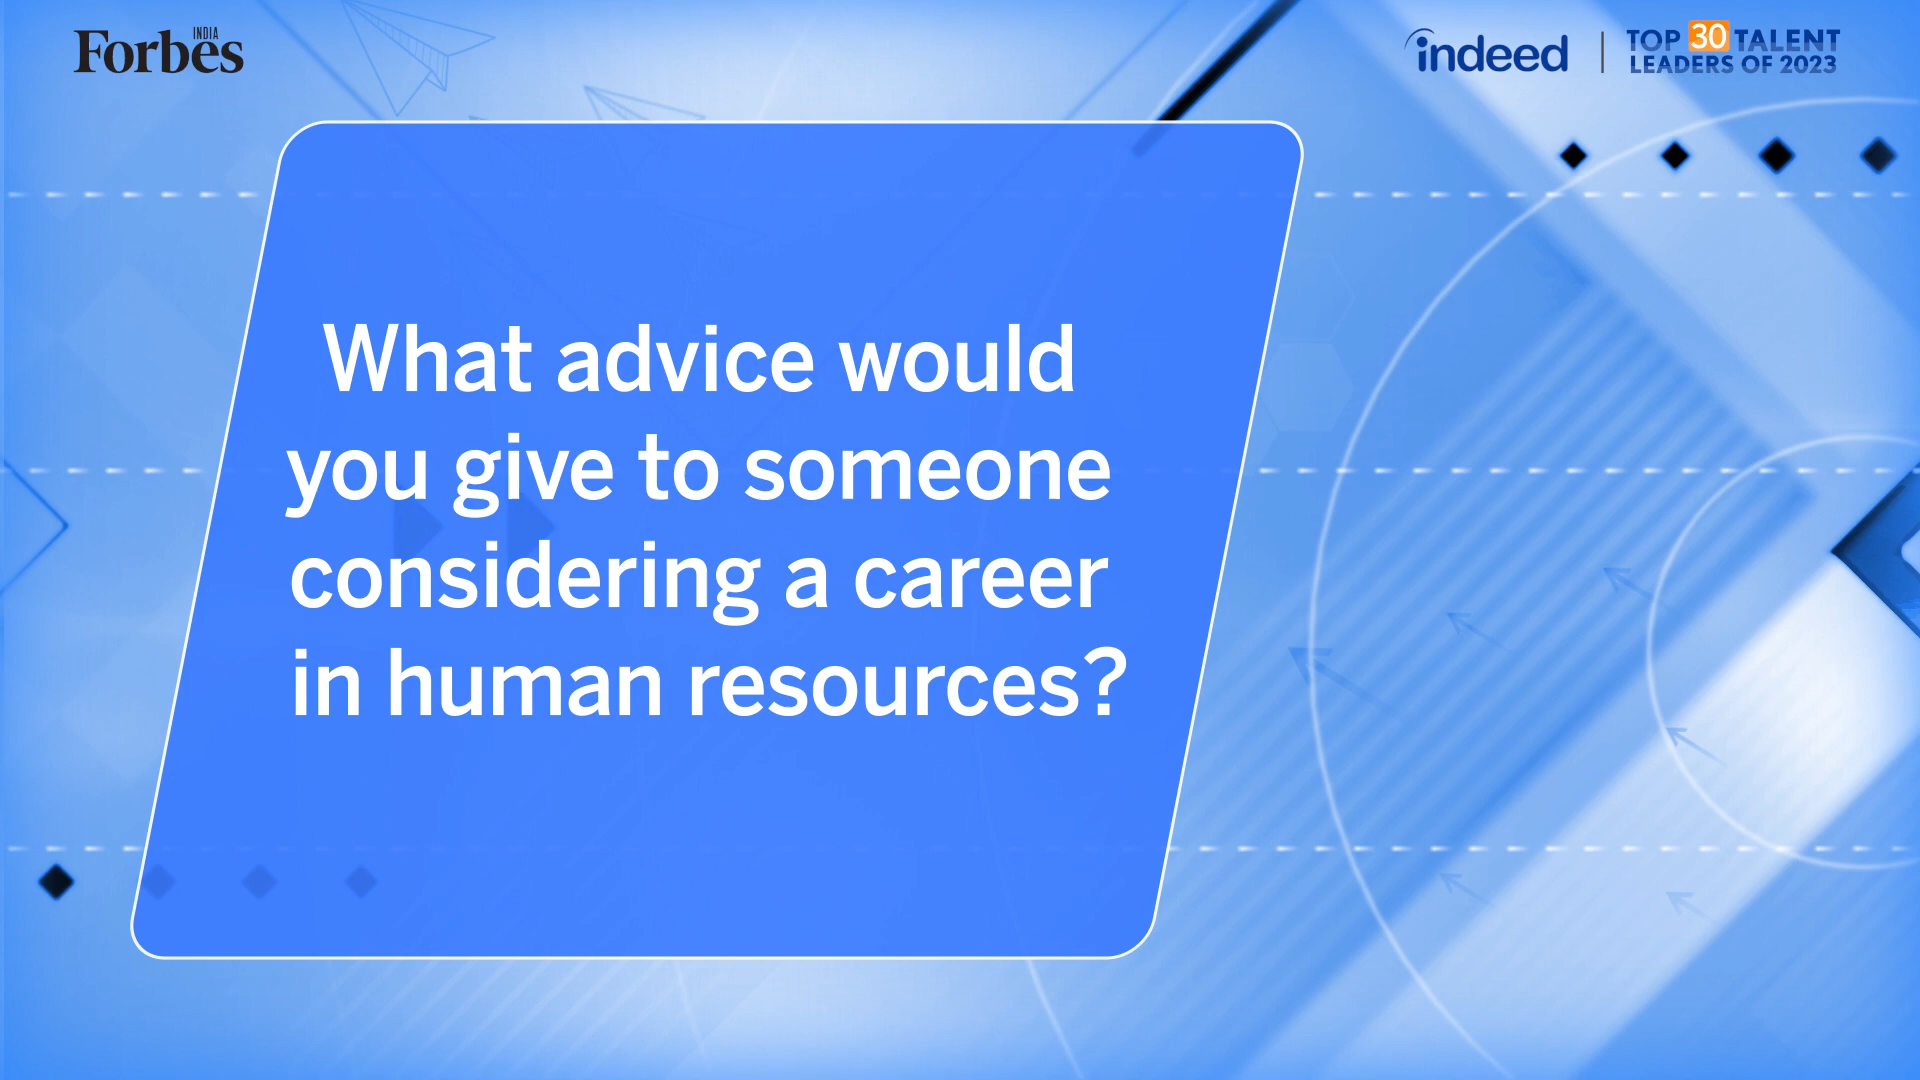 Forbes
INDIA
indeed
TOP 30 TALENT
LEADERS OF 2023
What advice would
you give to someone
considering a career
in human resources?